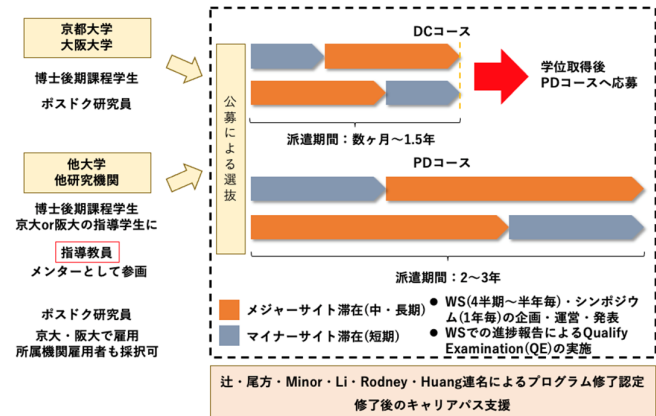 京都大学
大阪大学
博士後期課程学生
ポスドク研究員
他大学
他研究機関
博士後期課程学生
京大or阪大の指導学生に
指導教員
メンターとして参画
ポスドク研究員
京大・阪大で雇用
所属機関雇用者も採択可
公募による選抜
DCコース
派遣期間：数ヶ月〜1.5年
学位取得後
PDコースへ応募
PDコース
派遣期間：2〜3年
メジャーサイト滞在(中・長期)
マイナーサイト滞在(短期)
● WS(4半期〜半年毎)・シンポジウ
ム(1年毎)の企画・運営・発表
● WSでの進捗報告によるQualify
Examination(QE)の実施
辻・尾方・Minor・Li・Rodney・Huang連名によるプログラム修了認定
修了後のキャリアパス支援